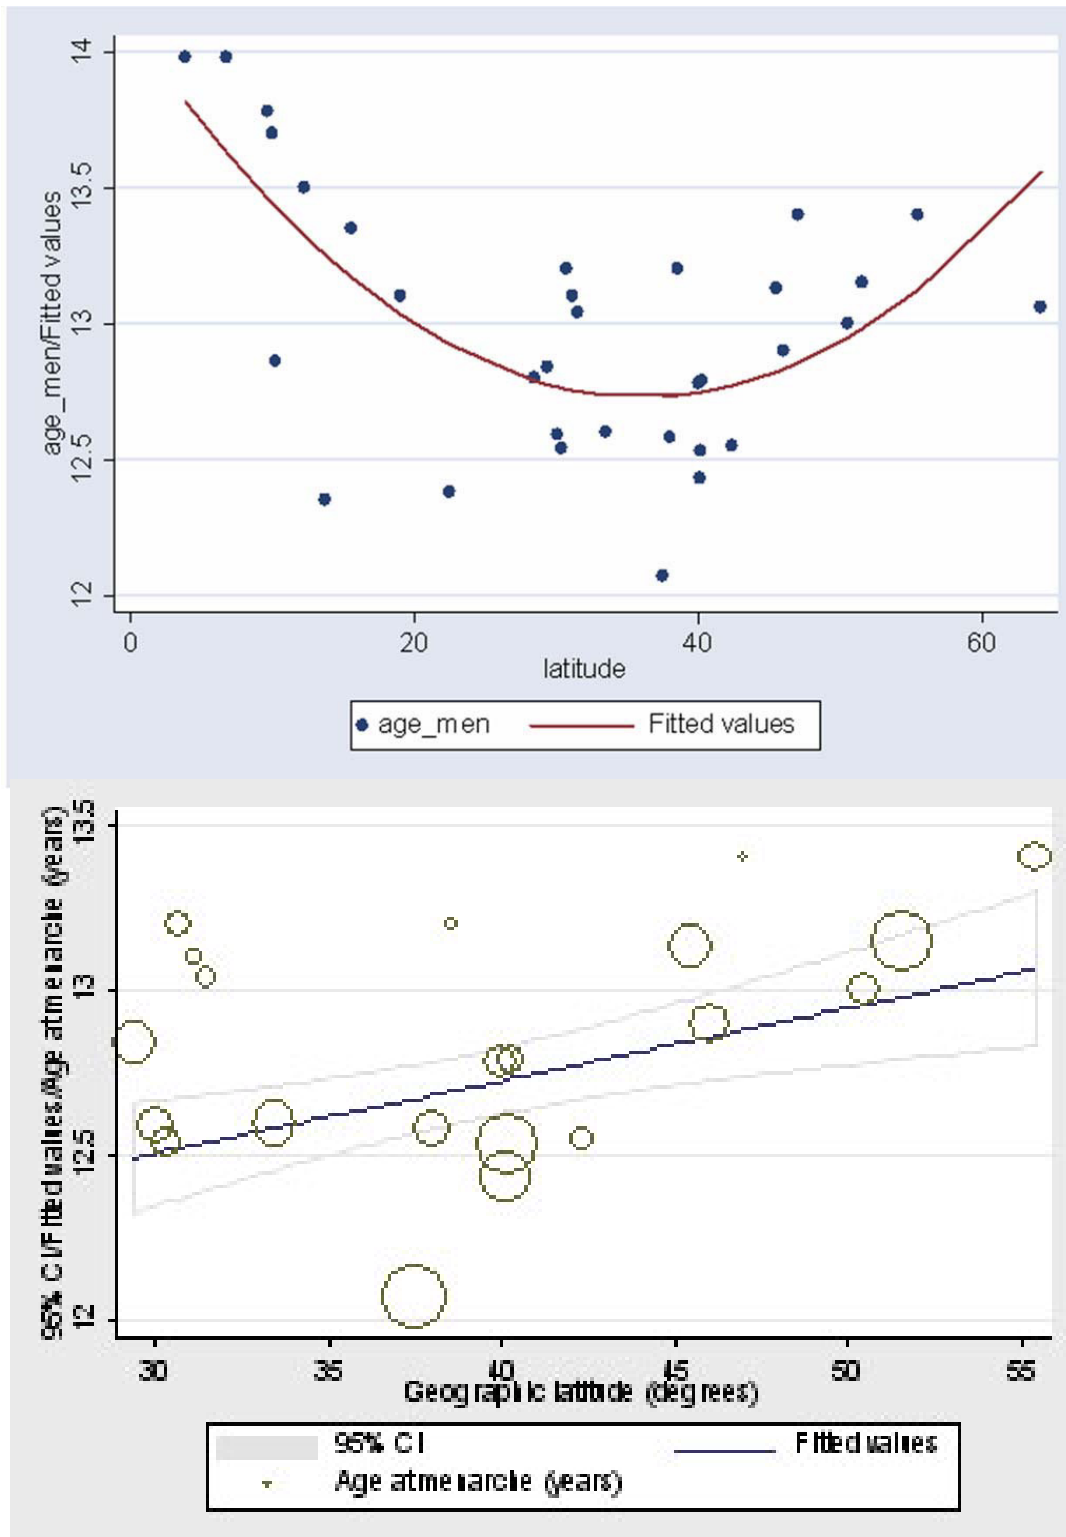 age_men/Fitted values
14
13.5
13
12.5
12
0 20 40 60
latitude
age_men Fitted values
95% CI/Fitted values/Age at menarche (years)
13.5
13
12.5
12
30 35 40 45 50 55
Geographic latitude (degrees)
95% CI Fitted values
Age at menarche (years)